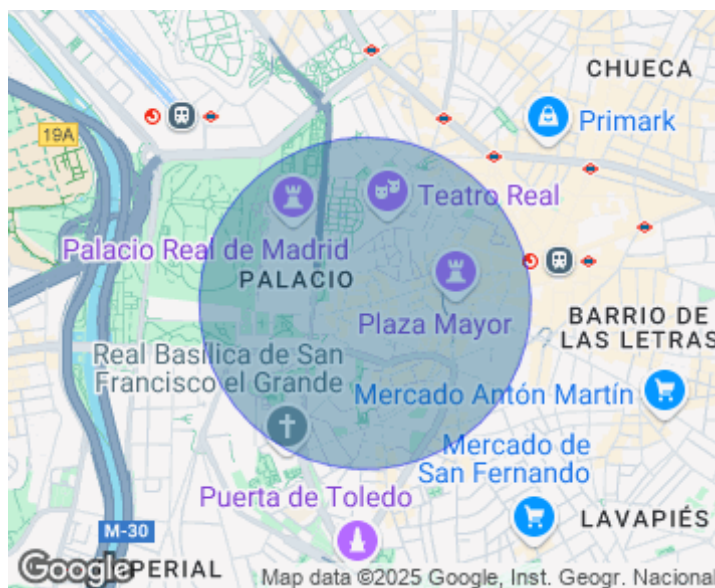 CHUECA
Primark
19A
Teatro Real
Palacio Real de Madrid
PALACIO
Plaza Mayor
BARRIO DE
LAS LETRAS
Real Basílica de San
Francisco el Grande
Mercado Antón Martín
Mercado de
San Fernando
Puerta de Toledo
LAVAPIÉS
M-30
Google
PERIAL
Map data ©2025 Google, Inst. Geogr. Nacional